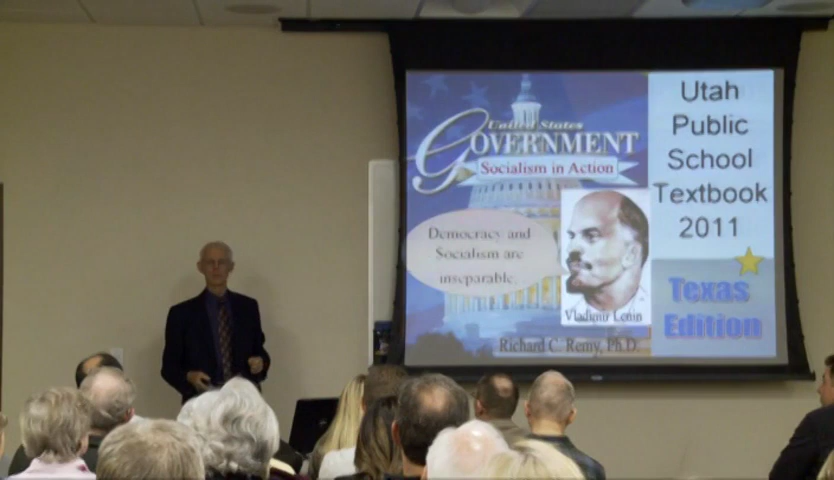 United States
GOVERNMENT
Socialism in Action
Democracy and
Socialism are
inseparable.
Vladimir Lenin
Richard C. Remy, Ph.D.
Utah
Public
School
Textbook
2011
Texas
Edition